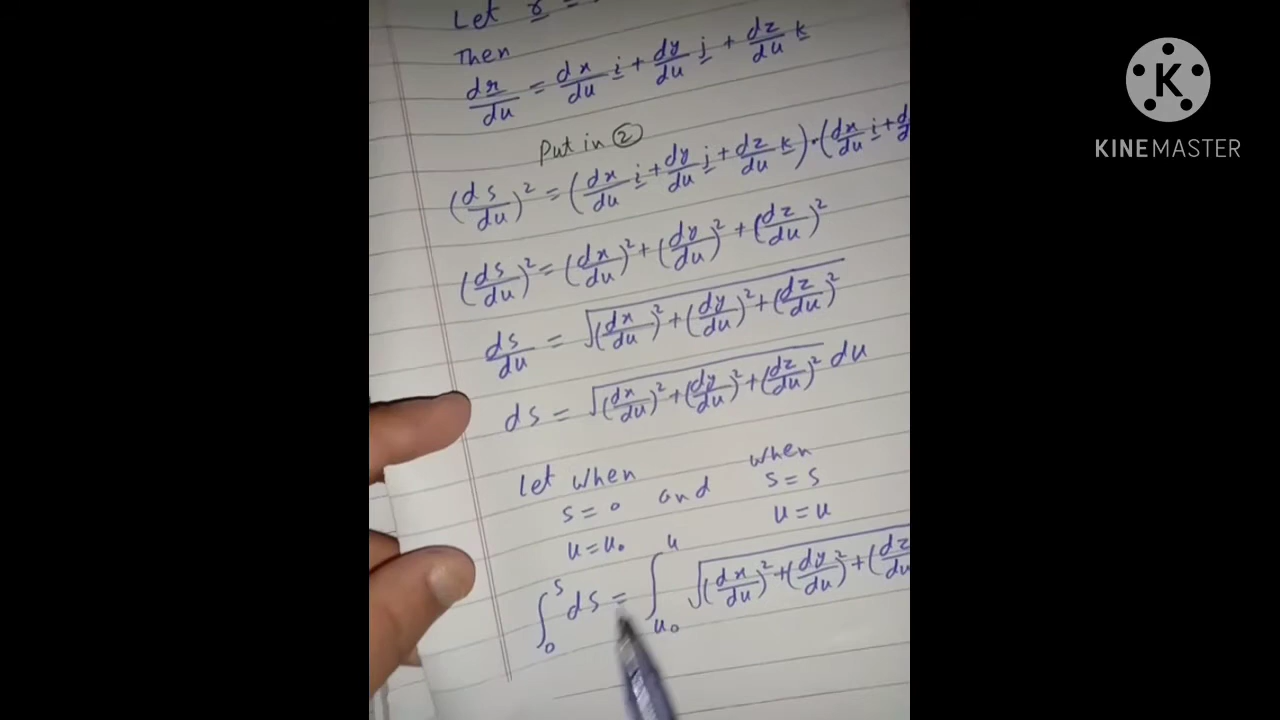 Let r =
Then
dr/du = dx/du i + dy/du j + dz/du k
Put in ②
(ds/du)² = (dx/du i + dy/du j + dz/du k) · (dx/du i + d
(ds/du)² = (dx/du)² + (dy/du)² + (dz/du)²
ds/du = √(dx/du)² + (dy/du)² + (dz/du)²
ds = √(dx/du)² + (dy/du)² + (dz/du)² du
Let when and when
s = 0 s = s
u = u₀ u = u
∫₀ˢ ds = ∫ᵤ₀ᵘ √(dx/du)² + (dy/du)² + (dz/du
K
KINEMASTER